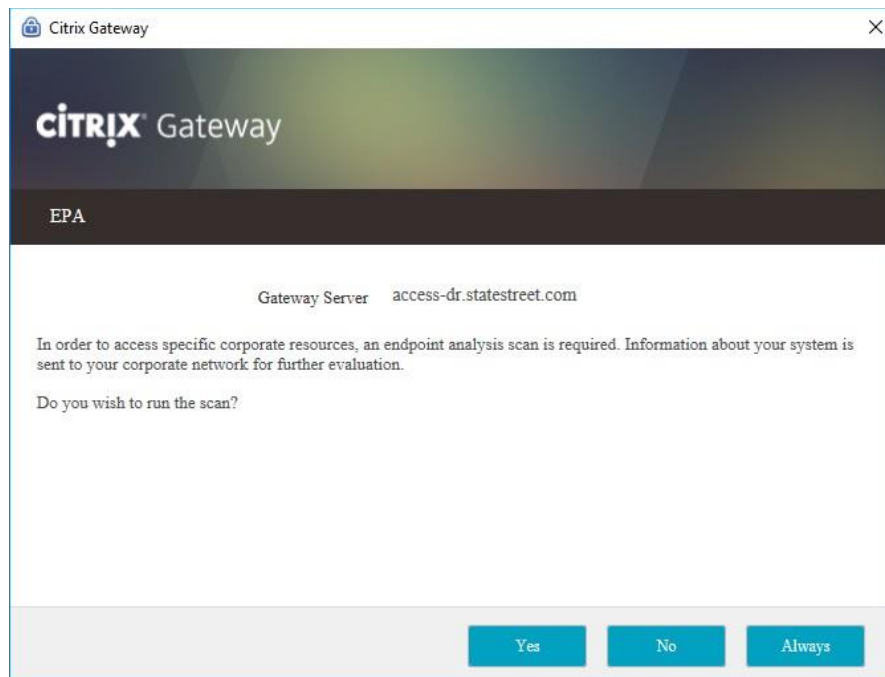 Citrix Gateway
CİTRİX Gateway
EPA
Gateway Server access-dr.statestreet.com
In order to access specific corporate resources, an endpoint analysis scan is required. Information about your system is
sent to your corporate network for further evaluation.
Do you wish to run the scan?
Yes No Always